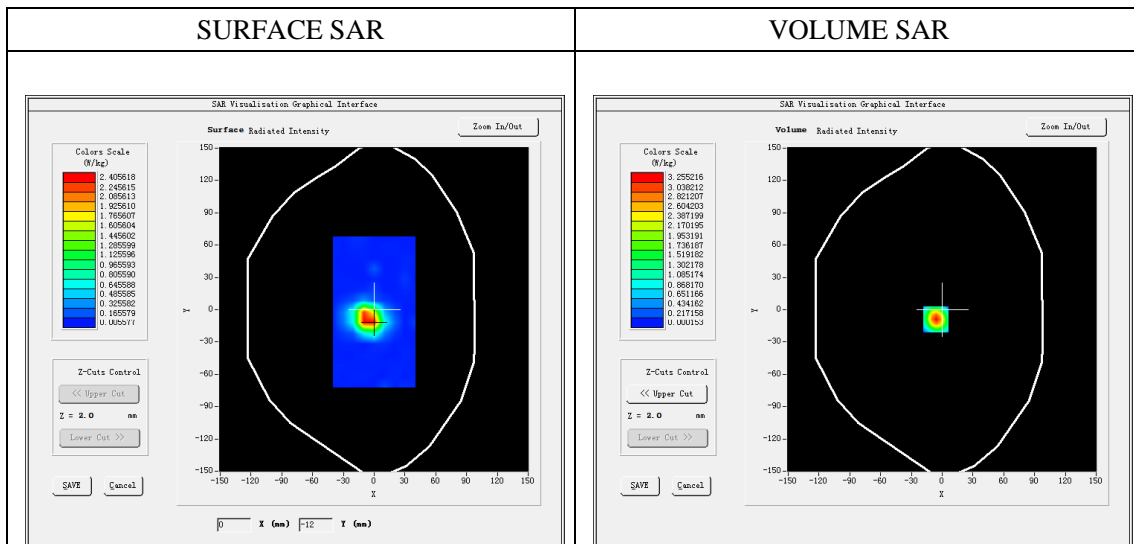 SURFACE SAR
VOLUME SAR
SAR Visualisation Graphical Interface
Surface Radiated Intensity
Zoom In/Out
Colors Scale
(W/kg)
2.405618
2.245615
2.085613
1.925610
1.765607
1.605604
1.445602
1.285599
1.125596
0.965593
0.805590
0.645588
0.485585
0.325582
0.165579
0.005577
150
120
90
60
30
0
-30
-60
-90
-120
-150
Y
-150 -120 -90 -60 -30 0 30 60 90 120 150
X
Z-Cuts Control
<< Upper Cut
Z = 2.0 mm
Lower Cut >>
SAVE Cancel
0 X (mm) -12 Y (mm)
SAR Visualisation Graphical Interface
Volume Radiated Intensity
Zoom In/Out
Colors Scale
(W/kg)
3.255216
3.038212
2.821207
2.604203
2.387199
2.170195
1.953191
1.736187
1.519182
1.302178
1.085174
0.868170
0.651166
0.434162
0.217158
0.000153
150
120
90
60
30
0
-30
-60
-90
-120
-150
Y
-150 -120 -90 -60 -30 0 30 60 90 120 150
X
Z-Cuts Control
<< Upper Cut
Z = 2.0 mm
Lower Cut >>
SAVE Cancel